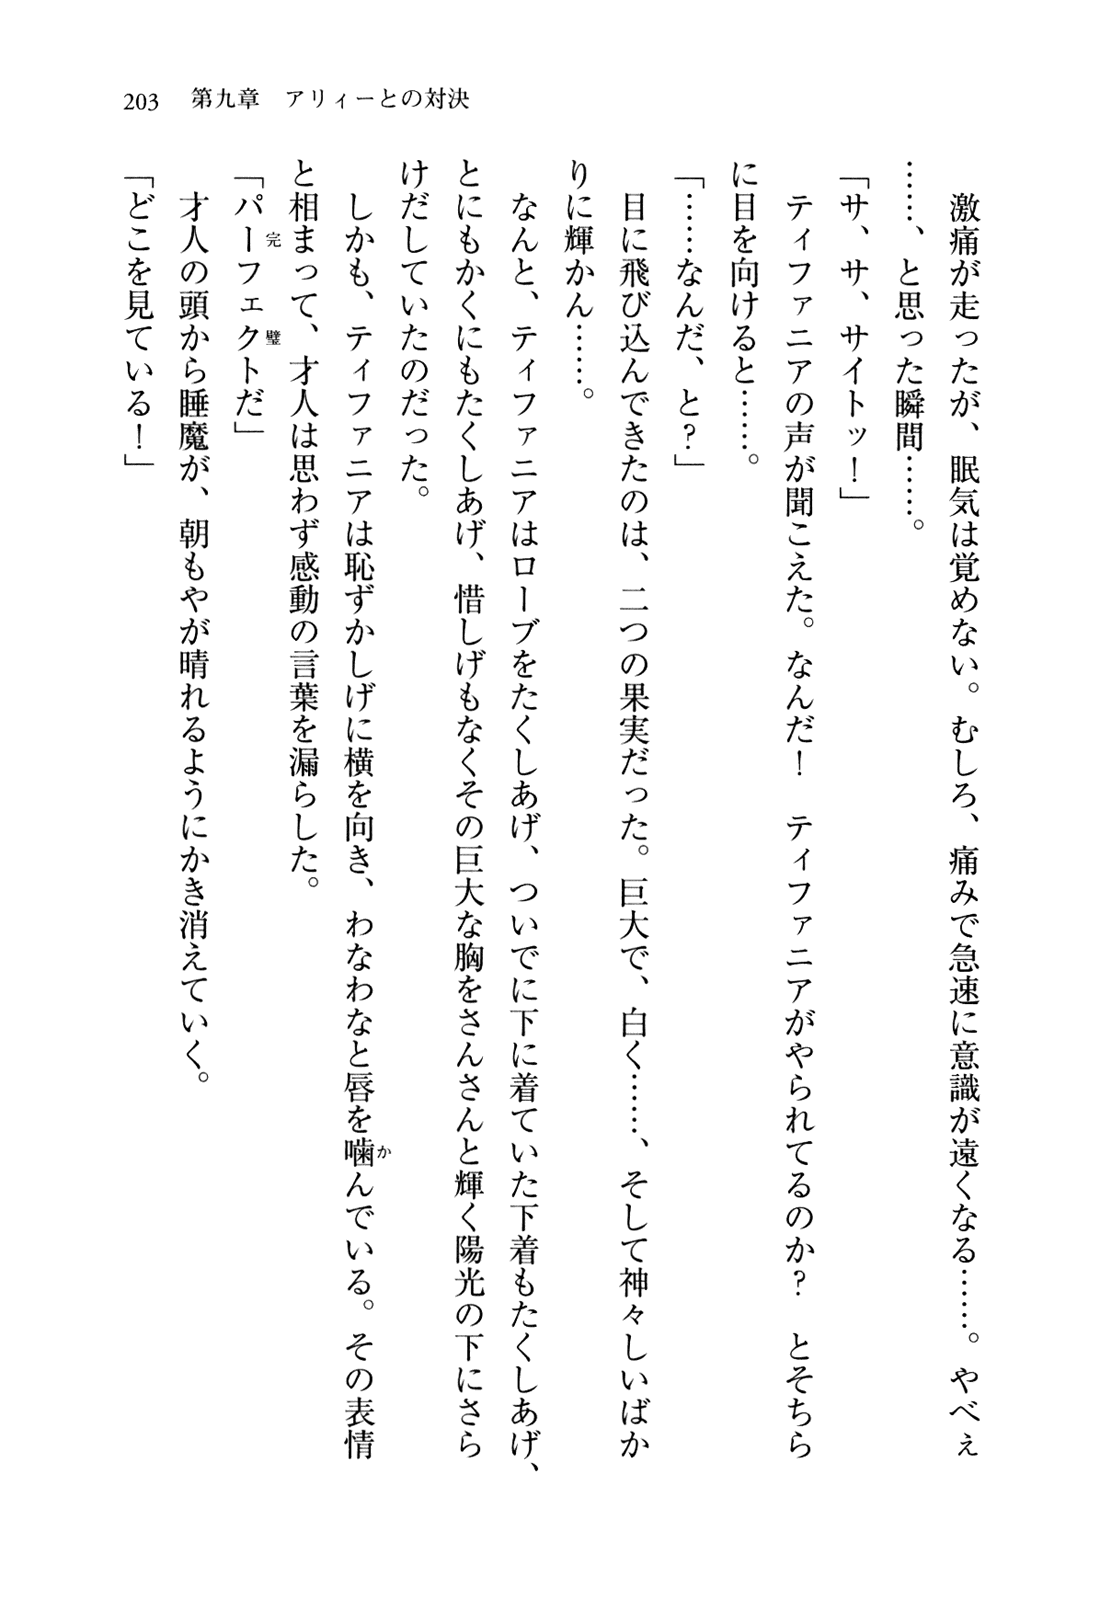 203　第九章　アリィーとの対決
　激痛が走ったが、眠気は覚めない。むしろ、痛みで急速に意識が遠くなる……。やべぇ
……、と思った瞬間……。
「サ、サ、サイトッ！」
　ティファニアの声が聞こえた。なんだ！　ティファニアがやられてるのか？　とそちら
に目を向けると……。
「……なんだ、と？」
　目に飛び込んできたのは、二つの果実だった。巨大で、白く……、そして神々しいばか
りに輝かん……。
　なんと、ティファニアはローブをたくしあげ、ついでに下に着ていた下着もたくしあげ、
とにもかくにもたくしあげ、惜しげもなくその巨大な胸をさんさんと輝く陽光の下にさら
けだしていたのだった。
　しかも、ティファニアは恥ずかしげに横を向き、わなわなと唇を噛んでいる。その表情
か
と相まって、才人は思わず感動の言葉を漏らした。
「パーフェクトだ」
完璧
　才人の頭から睡魔が、朝もやが晴れるようにかき消えていく。
「どこを見ている！」